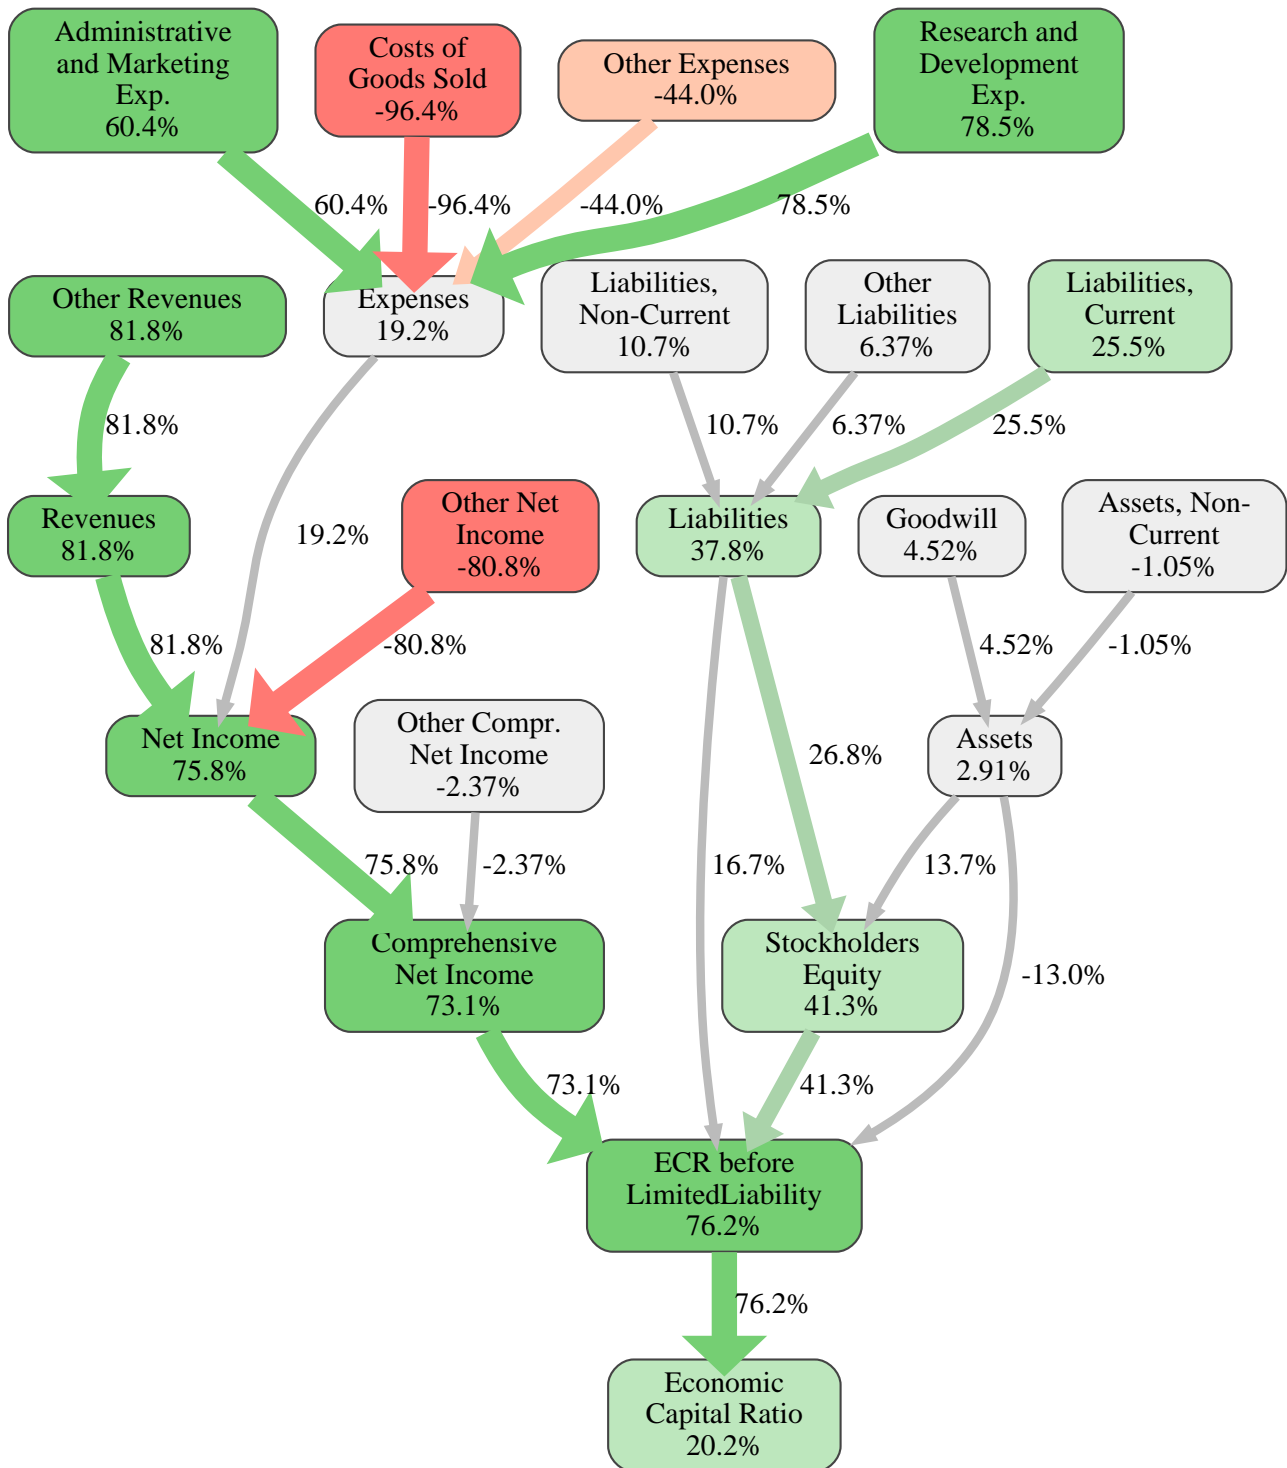 Administrative
and Marketing
Exp.
60.4%
Costs of
Goods Sold
-96.4%
Other Expenses
-44.0%
Research and
Development
Exp.
78.5%
60.4%
-96.4%
-44.0%
78.5%
Other Revenues
81.8%
Expenses
19.2%
Liabilities,
Non-Current
10.7%
Other
Liabilities
6.37%
Liabilities,
Current
25.5%
81.8%
10.7%
6.37%
25.5%
Revenues
81.8%
19.2%
Other Net
Income
-80.8%
Liabilities
37.8%
Goodwill
4.52%
Assets, Non-
Current
-1.05%
81.8%
-80.8%
4.52%
-1.05%
Net Income
75.8%
Other Compr.
Net Income
-2.37%
26.8%
Assets
2.91%
75.8%
-2.37%
16.7%
13.7%
Comprehensive
Net Income
73.1%
Stockholders
Equity
41.3%
-13.0%
73.1%
41.3%
ECR before
LimitedLiability
76.2%
76.2%
Economic
Capital Ratio
20.2%